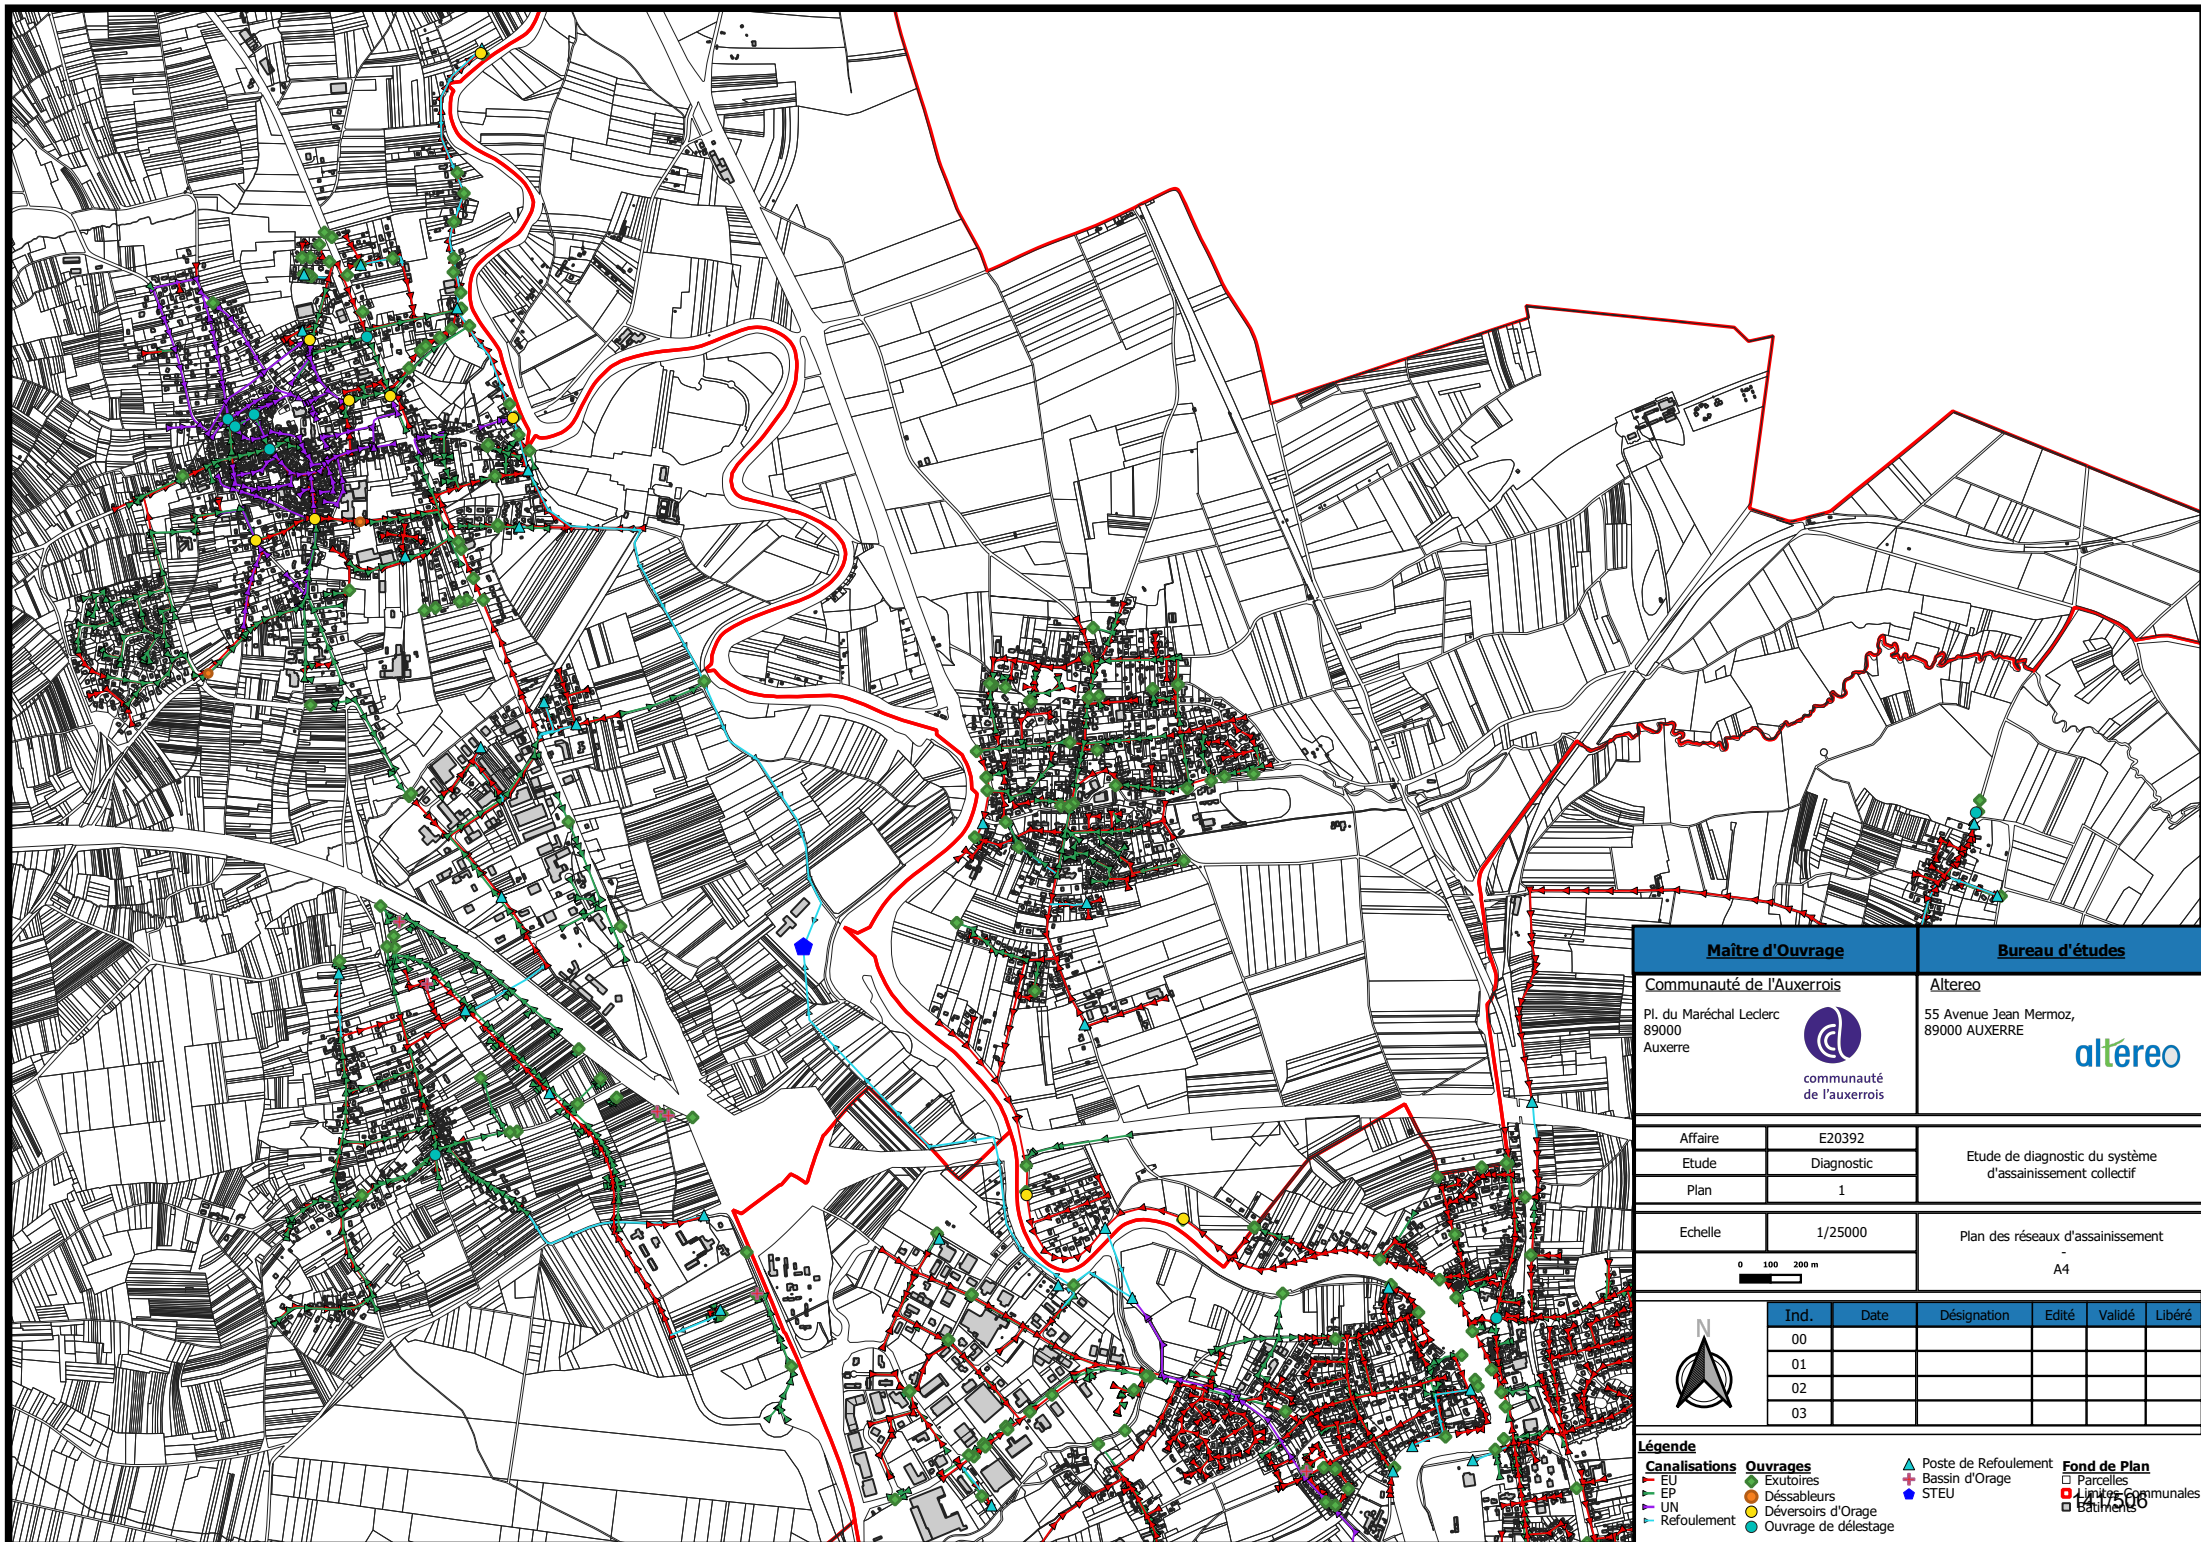 Maître d'Ouvrage
Bureau d'études
Communauté de l'Auxerrois
Pl. du Maréchal Leclerc
89000
Auxerre
communauté
de l'auxerrois
Altereo
55 Avenue Jean Mermoz,
89000 AUXERRE
altereo
Affaire E20392
Etude Diagnostic
Plan 1
Etude de diagnostic du système
d'assainissement collectif
Echelle 1/25000
0 100 200 m
Plan des réseaux d'assainissement
-
A4
N
Ind. Date Désignation Edité Validé Libéré
00
01
02
03
Légende
Canalisations
EU
EP
UN
Refoulement
Ouvrages
Exutoires
Déssableurs
Déversoirs d'Orage
Ouvrage de délestage
Poste de Refoulement
Bassin d'Orage
STEU
Fond de Plan
Parcelles
Limites Communales
Bâtiments